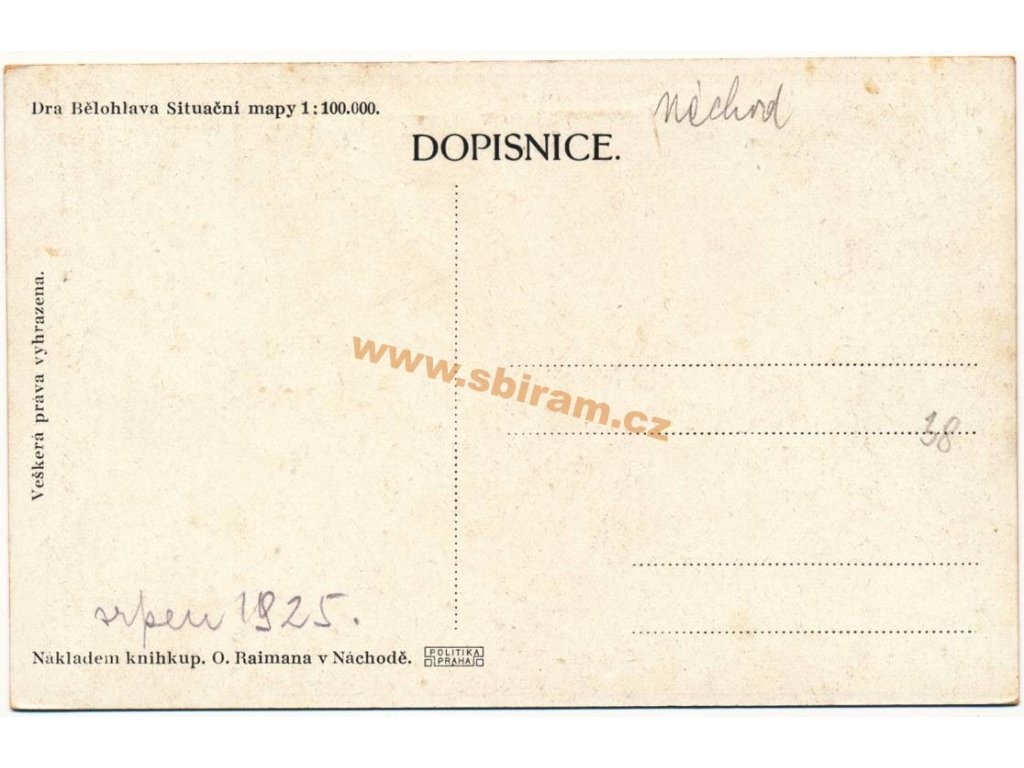 Dra Bělohlava Situační mapy 1:100.000.
Náchod
DOPISNICE.
Veškerá práva vyhrazena.
www.sbiram.cz
38
srpen 1925.
Nákladem knihkup. O. Raimana v Náchodě.
POLITIKA
PRAHA